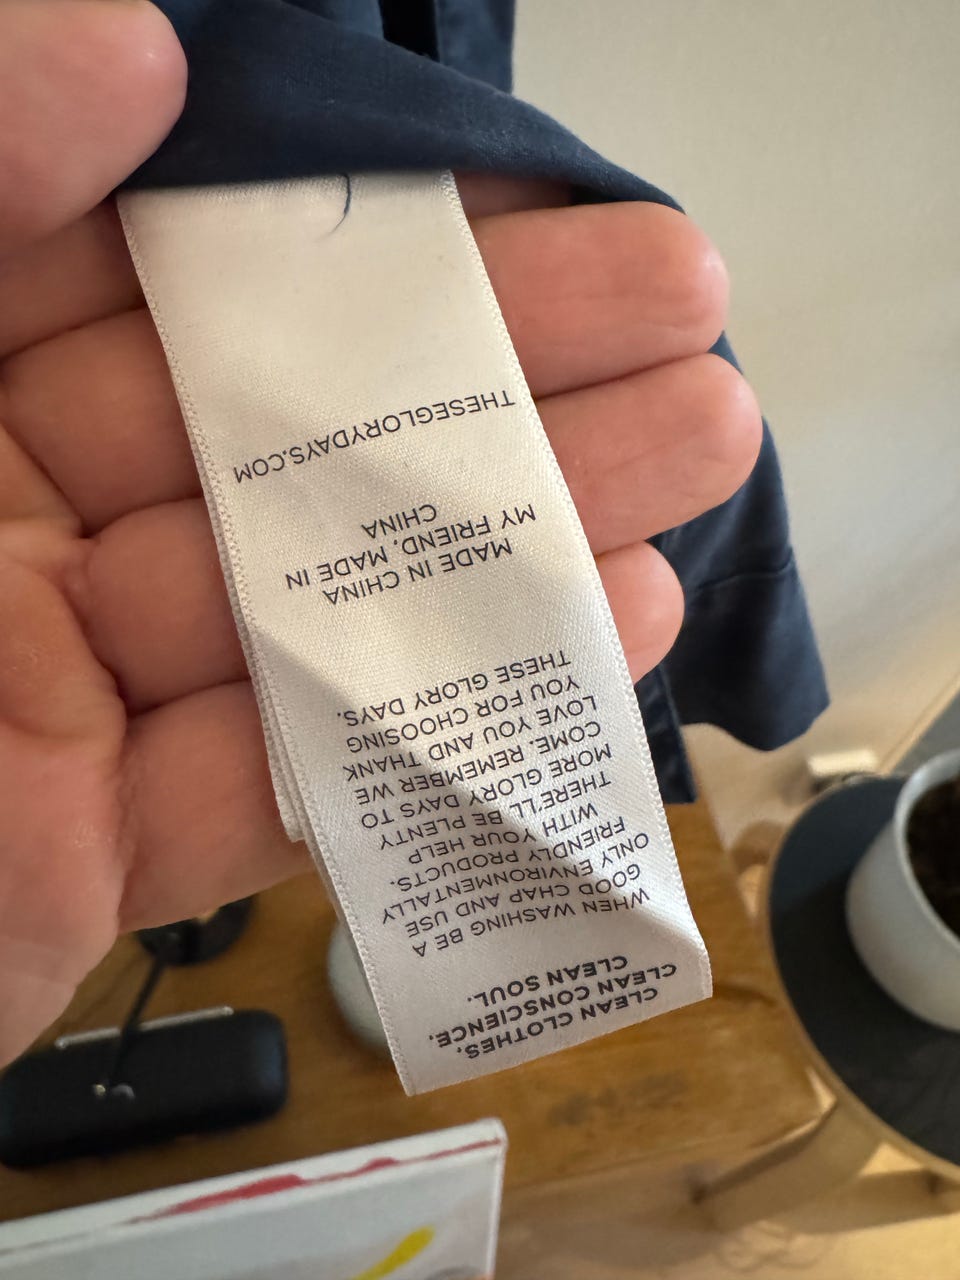 CLEAN CLOTHES.
CLEAN CONSCIENCE.
CLEAN SOUL.
WHEN WASHING BE A
GOOD CHAP AND USE
ONLY ENVIRONMENTALLY
FRIENDLY PRODUCTS.
WITH YOUR HELP
THERE'LL BE PLENTY
MORE GLORY DAYS TO
COME. REMEMBER WE
LOVE YOU AND THANK
YOU FOR CHOOSING
THESE GLORY DAYS.
MADE IN CHINA
MY FRIEND, MADE IN
CHINA
THESEGLORYDAYS.COM